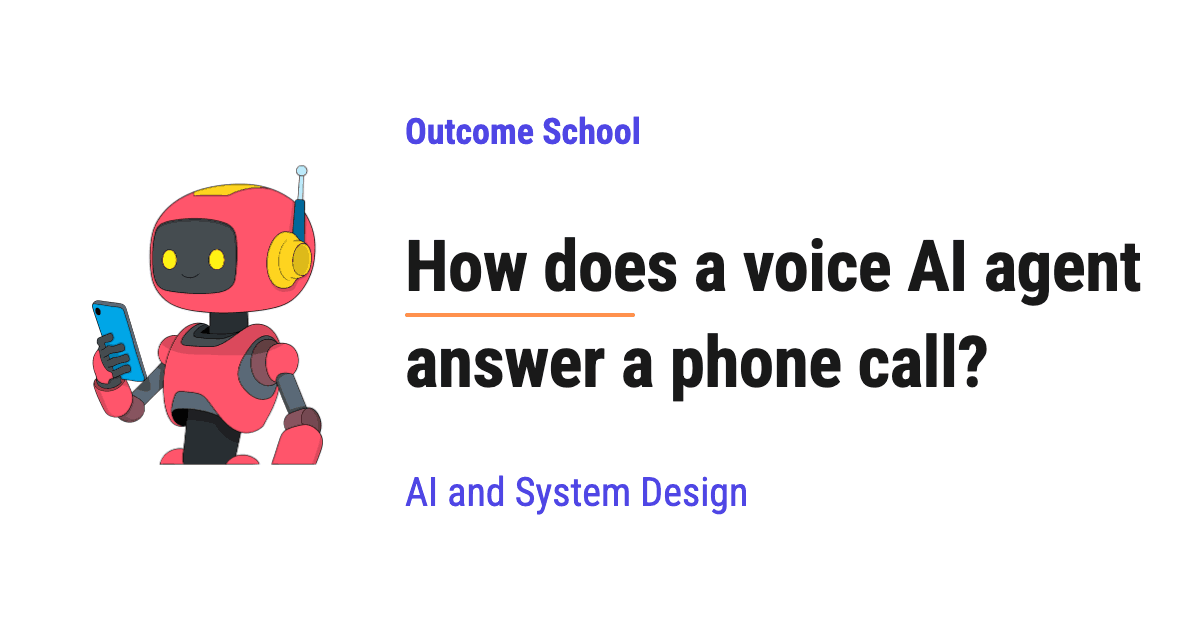 Outcome School
How does a voice AI agent
answer a phone call?
AI and System Design